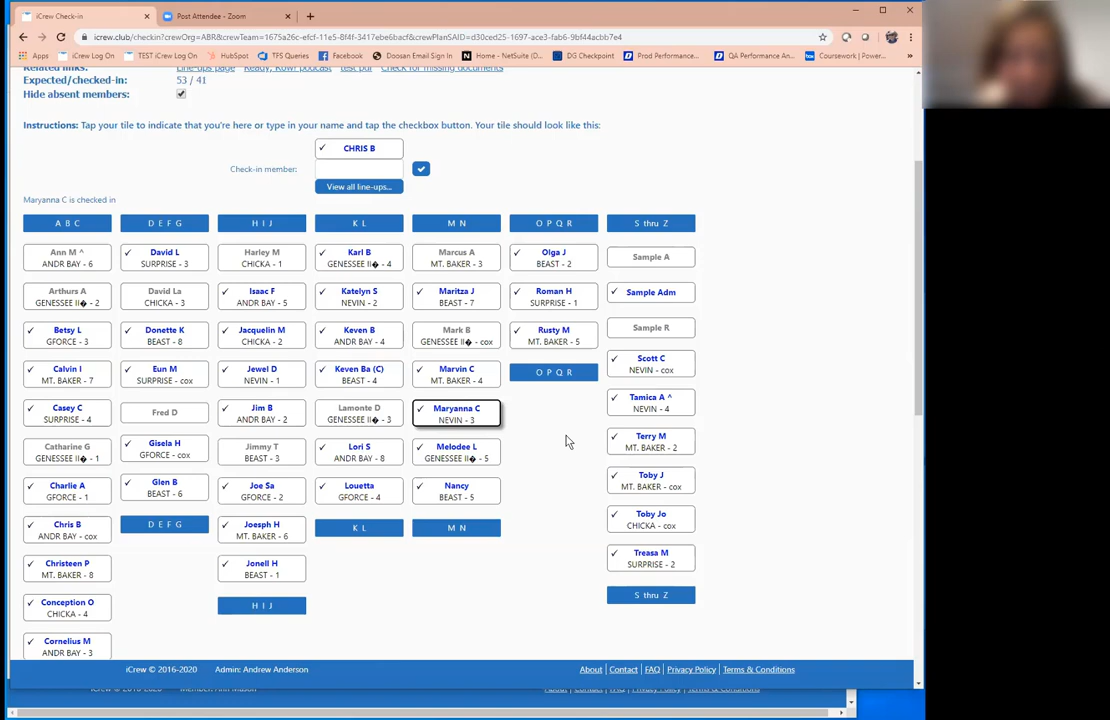 iCrew Check-in
Post Attendee - Zoom
icrew.club/checkin?crewOrg=ABR&crewTeam=1675a26c-efcf-11e5-8f4f-3417ebe6bacf&crewPlanSAID=d30ced25-1697-ace3-fab6-9bf44acbb7e4
Apps
iCrew Log On
TEST iCrew Log On
HubSpot
TFS Queries
Facebook
Doosan Email Sign In
Home - NetSuite (N...
DG Checkpoint
Prod Performance...
QA Performance An...
Coursework | Power...
Related links:
Line-Ups page
Ready, Row! podcast
test pdf
Check for missing documents
Expected/checked-in:
53 / 41
Hide absent members:
Instructions: Tap your tile to indicate that you're here or type in your name and tap the checkbox button. Your tile should look like this:
✓ CHRIS B
Check-in member:
View all line-ups...
Maryanna C is checked in
A B C
Ann M ^
ANDR BAY - 6
Arthurs A
GENESSEE II� - 2
✓ Betsy L
GFORCE - 3
✓ Calvin I
MT. BAKER - 7
✓ Casey C
SURPRISE - 4
Catharine G
GENESSEE II� - 1
✓ Charlie A
GFORCE - 1
✓ Chris B
ANDR BAY - cox
✓ Christeen P
MT. BAKER - 8
✓ Conception O
CHICKA - 4
✓ Cornelius M
ANDR BAY - 3
D E F G
✓ David L
SURPRISE - 3
David La
CHICKA - 3
✓ Donette K
BEAST - 8
✓ Eun M
SURPRISE - cox
Fred D
✓ Gisela H
GFORCE - cox
✓ Glen B
BEAST - 6
D E F G
H I J
Harley M
CHICKA - 1
✓ Isaac F
ANDR BAY - 5
✓ Jacquelin M
CHICKA - 2
✓ Jewel D
NEVIN - 1
✓ Jim B
ANDR BAY - 2
Jimmy T
BEAST - 3
✓ Joe Sa
GFORCE - 2
✓ Joesph H
MT. BAKER - 6
✓ Jonell H
BEAST - 1
H I J
K L
✓ Karl B
GENESSEE II� - 4
✓ Katelyn S
NEVIN - 2
✓ Keven B
ANDR BAY - 4
✓ Keven Ba (C)
BEAST - 4
Lamonte D
GENESSEE II� - 3
✓ Lori S
ANDR BAY - 8
✓ Louetta
GFORCE - 4
K L
M N
Marcus A
MT. BAKER - 3
✓ Maritza J
BEAST - 7
Mark B
GENESSEE II� - cox
✓ Marvin C
MT. BAKER - 4
✓ Maryanna C
NEVIN - 3
✓ Melodee L
GENESSEE II� - 5
✓ Nancy
BEAST - 5
M N
O P Q R
✓ Olga J
BEAST - 2
✓ Roman H
SURPRISE - 1
✓ Rusty M
MT. BAKER - 5
O P Q R
S thru Z
Sample A
✓ Sample Adm
Sample R
✓ Scott C
NEVIN - cox
✓ Tamica A ^
NEVIN - 4
✓ Terry M
MT. BAKER - 2
✓ Toby J
MT. BAKER - cox
✓ Toby Jo
CHICKA - cox
✓ Treasa M
SURPRISE - 2
S thru Z
iCrew © 2016-2020
Admin: Andrew Anderson
About | Contact | FAQ | Privacy Policy | Terms & Conditions